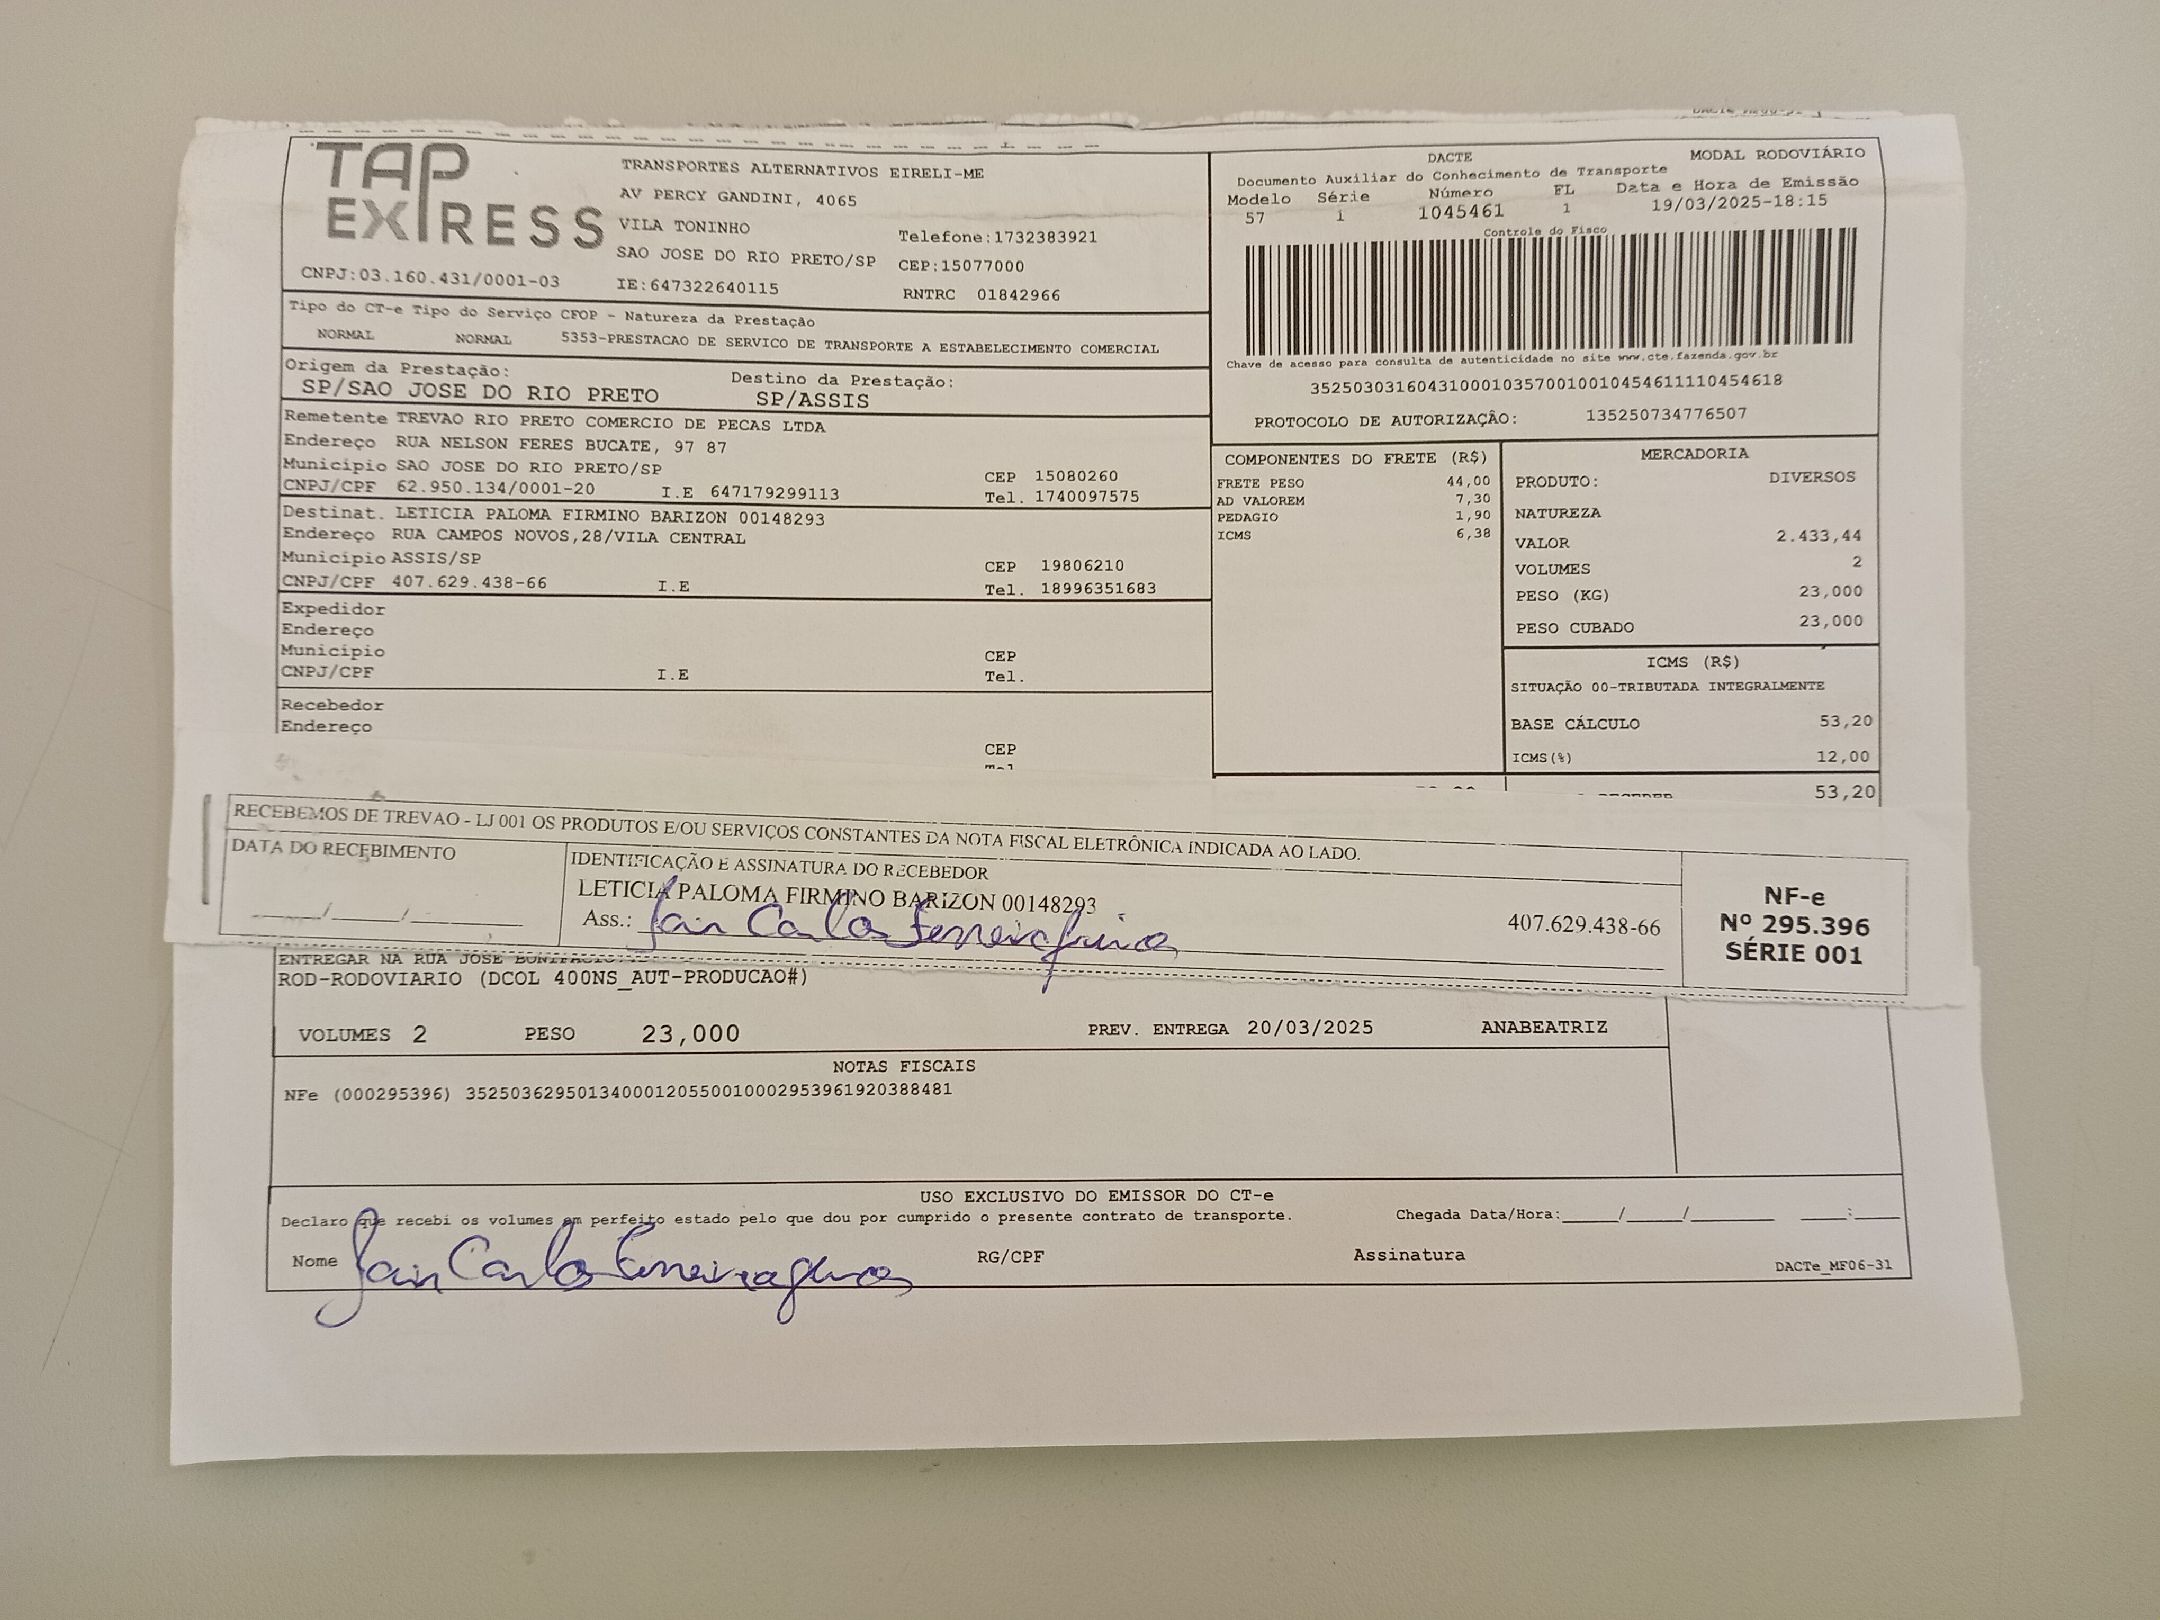 TAP
EXPRESS
CNPJ:03.160.431/0001-03
TRANSPORTES ALTERNATIVOS EIRELI-ME
AV PERCY GANDINI, 4065
VILA TONINHO
Telefone:1732383921
SAO JOSE DO RIO PRETO/SP CEP:15077000
IE:647322640115
RNTRC 01842966
Tipo do CT-e Tipo do Serviço CFOP - Natureza da Prestação
NORMAL NORMAL 5353-PRESTACAO DE SERVICO DE TRANSPORTE A ESTABELECIMENTO COMERCIAL
Origem da Prestação: Destino da Prestação:
SP/SAO JOSE DO RIO PRETO SP/ASSIS
Remetente TREVAO RIO PRETO COMERCIO DE PECAS LTDA
Endereço RUA NELSON FERES BUCATE, 97 87
Municipio SAO JOSE DO RIO PRETO/SP CEP 15080260
CNPJ/CPF 62.950.134/0001-20 I.E 647179299113 Tel. 1740097575
Destinat. LETICIA PALOMA FIRMINO BARIZON 00148293
Endereço RUA CAMPOS NOVOS,28/VILA CENTRAL
Municipio ASSIS/SP CEP 19806210
CNPJ/CPF 407.629.438-66 I.E Tel. 18996351683
Expedidor
Endereço
Municipio CEP
CNPJ/CPF I.E Tel.
Recebedor
Endereço
CEP
DACTE MODAL RODOVIÁRIO
Documento Auxiliar do Conhecimento de Transporte
Modelo Série Número FL Data e Hora de Emissão
57 1 1045461 1 19/03/2025-18:15
Controle do Fisco
Chave de acesso para consulta de autenticidade no site www.cte.fazenda.gov.br
35250303160431000103570010010454611110454618
PROTOCOLO DE AUTORIZAÇÃO: 135250734776507
COMPONENTES DO FRETE (R$)
FRETE PESO 44,00
AD VALOREM 7,30
PEDAGIO 1,90
ICMS 6,38
MERCADORIA
PRODUTO: DIVERSOS
NATUREZA
VALOR 2.433,44
VOLUMES 2
PESO (KG) 23,000
PESO CUBADO 23,000
ICMS (R$)
SITUAÇÃO 00-TRIBUTADA INTEGRALMENTE
BASE CÁLCULO 53,20
ICMS(%) 12,00
53,20
RECEBEMOS DE TREVAO - LJ 001 OS PRODUTOS E/OU SERVIÇOS CONSTANTES DA NOTA FISCAL ELETRÔNICA INDICADA AO LADO.
DATA DO RECEBIMENTO
IDENTIFICAÇÃO E ASSINATURA DO RECEBEDOR
LETICIA PALOMA FIRMINO BARIZON 00148293
Ass.: 407.629.438-66
NF-e
Nº 295.396
SÉRIE 001
ENTREGAR NA RUA JOSE BONIFACIO
ROD-RODOVIARIO (DCOL 400NS_AUT-PRODUCAO#)
VOLUMES 2 PESO 23,000 PREV. ENTREGA 20/03/2025 ANABEATRIZ
NOTAS FISCAIS
NFe (000295396) 35250362950134000120550010002953961920388481
USO EXCLUSIVO DO EMISSOR DO CT-e
Declaro que recebi os volumes em perfeito estado pelo que dou por cumprido o presente contrato de transporte. Chegada Data/Hora:
Nome RG/CPF Assinatura
DACTe_MF06-31